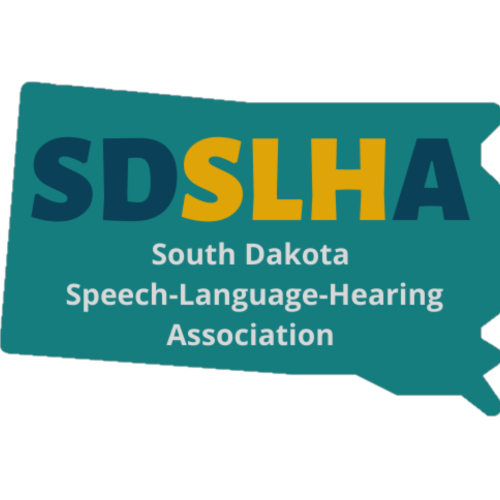 SDSLHA
South Dakota
Speech-Language-Hearing
Association